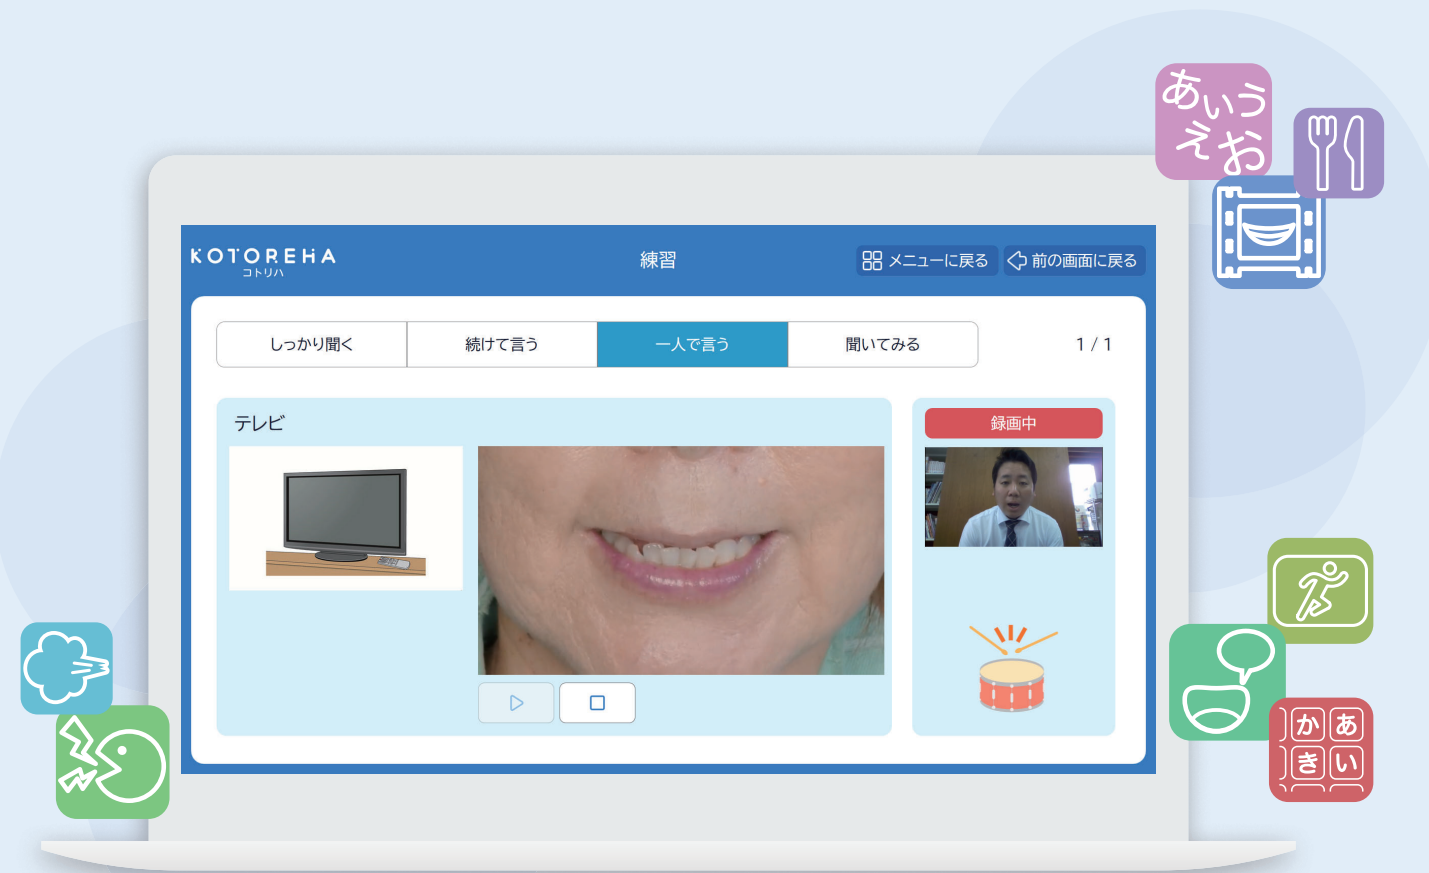 あいう
えお
KOTOREHA
コトリハ
練習
メニューに戻る
前の画面に戻る
しっかり聞く
続けて言う
一人で言う
聞いてみる
1 / 1
テレビ
録画中
か あ
き い